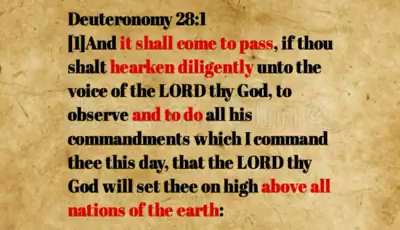 Deuteronomy 28:1
[1]And it shall come to pass, if thou
shalt hearken diligently unto the
voice of the LORD thy God, to
observe and to do all his
commandments which I command
thee this day, that the LORD thy
God will set thee on high above all
nations of the earth: